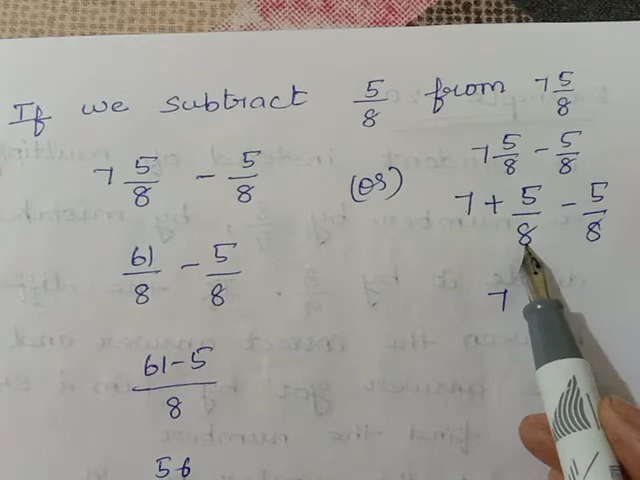 If we subtract 5/8 from 7 5/8
7 5/8 - 5/8
61/8 - 5/8
61-5/8
56
(or)
7 5/8 - 5/8
7 + 5/8 - 5/8
7